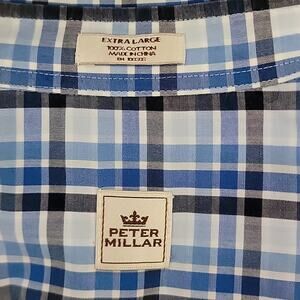 EXTRA LARGE
100% COTTON
MADE IN CHINA
PETER
MILLAR